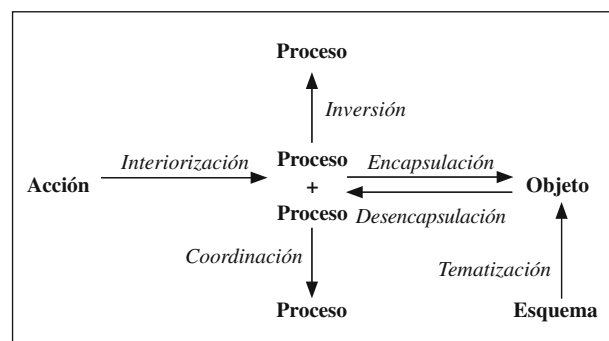 Proceso
Inversión
Interiorización
Proceso
Encapsulación
Acción
+
Objeto
Proceso
Desencapsulación
Coordinación
Tematización
Proceso
Esquema